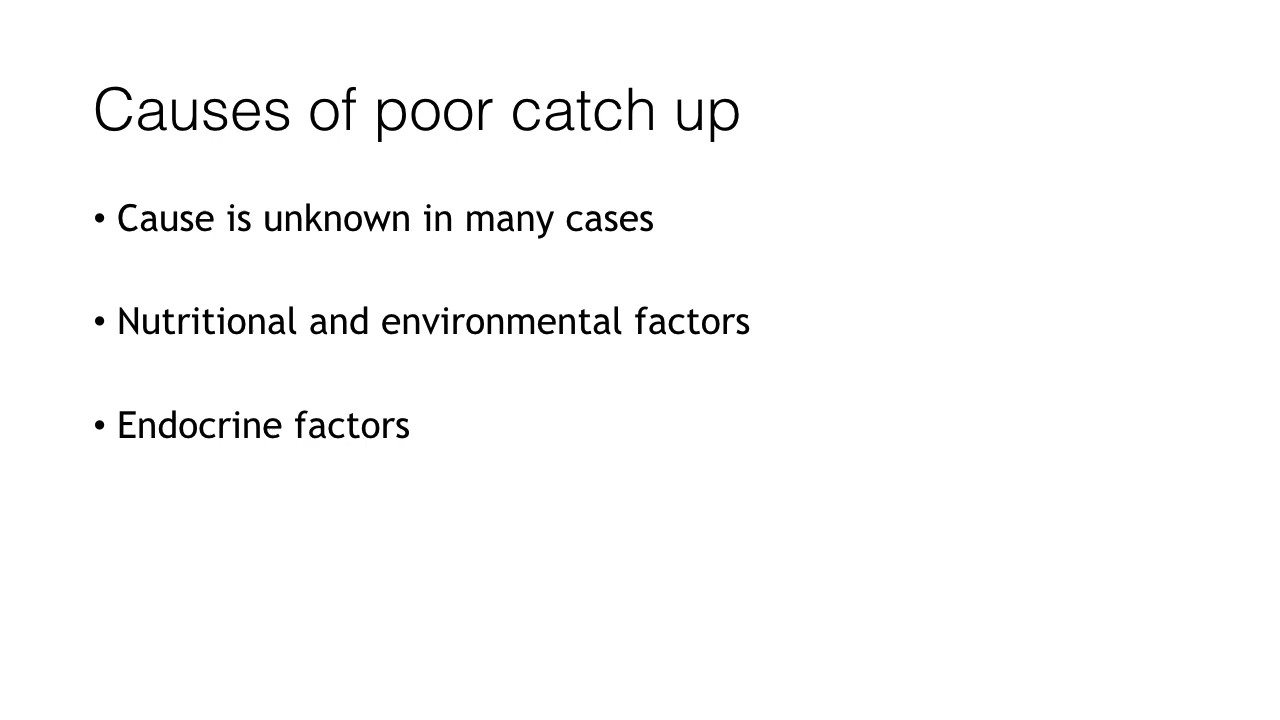 Causes of poor catch up
• Cause is unknown in many cases
• Nutritional and environmental factors
• Endocrine factors